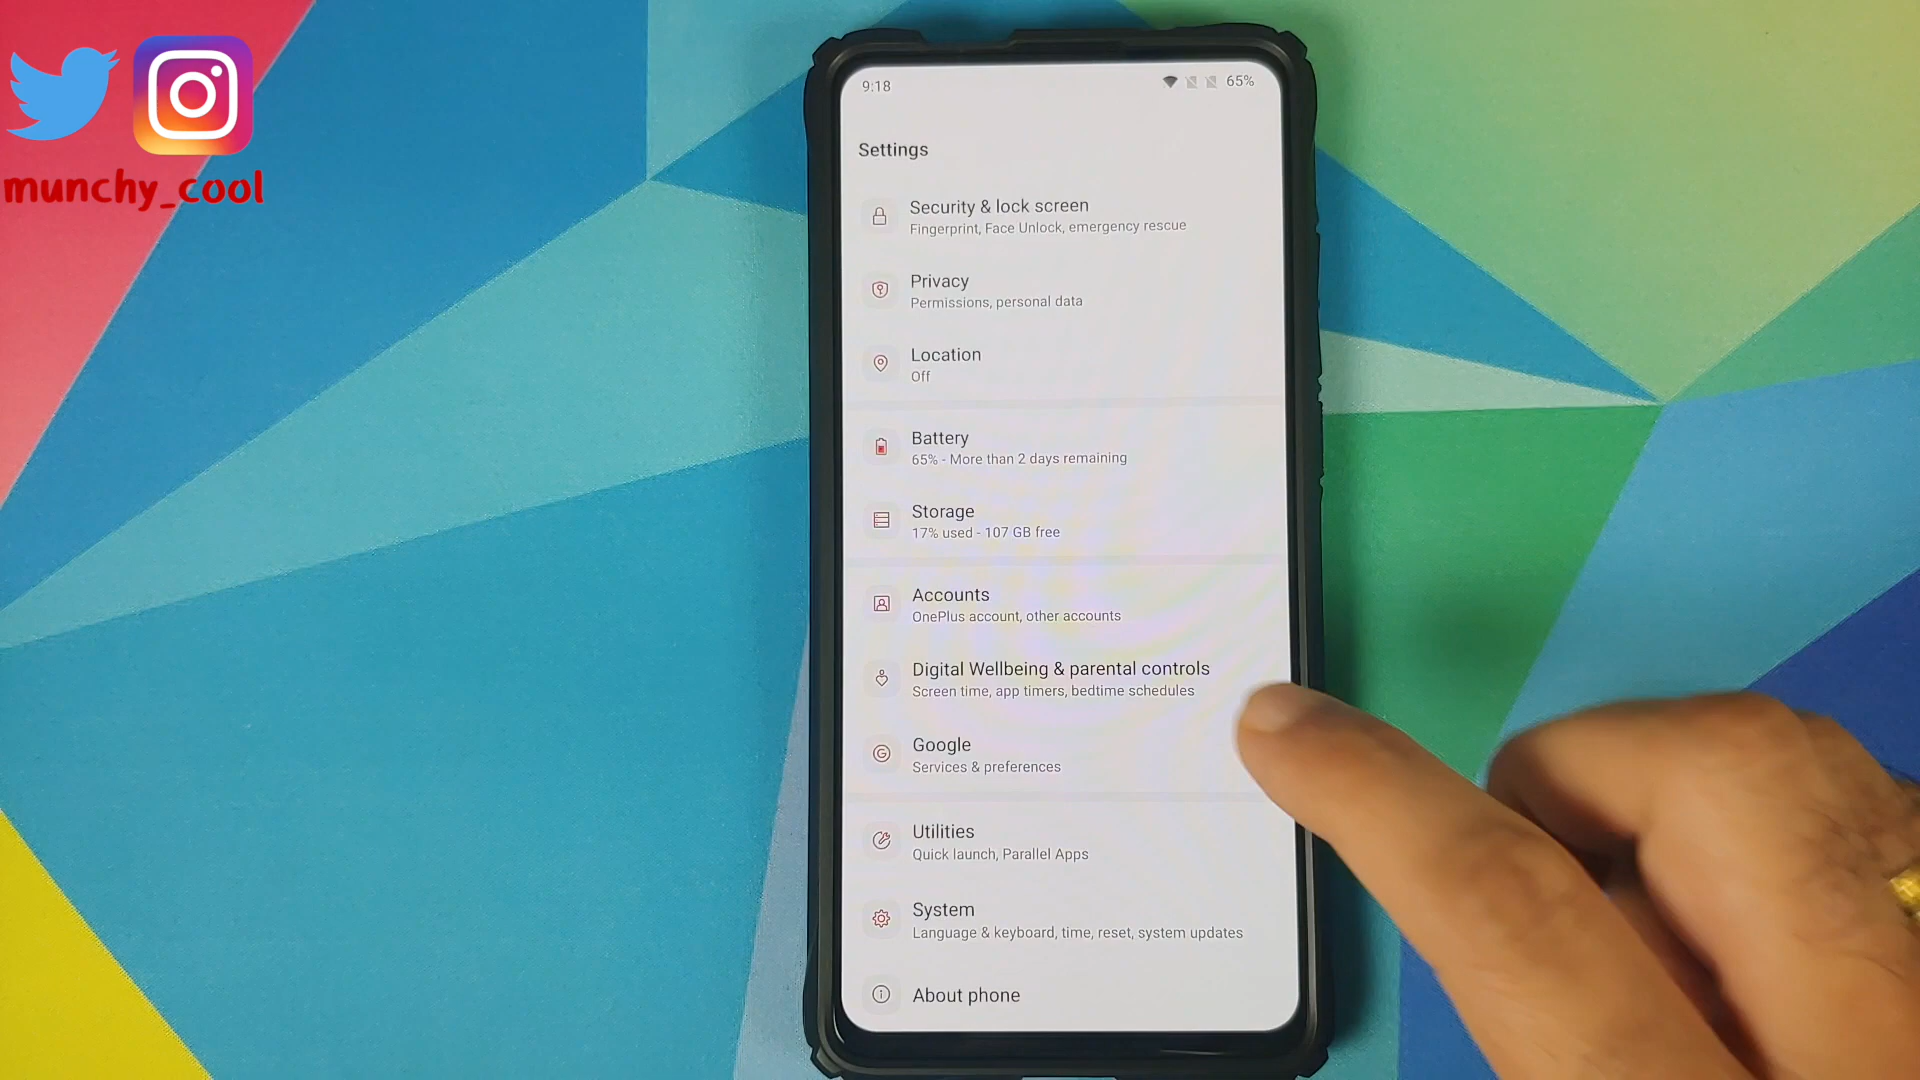 munchy_cool
9:18
65%
Settings
Security & lock screen
Fingerprint, Face Unlock, emergency rescue
Privacy
Permissions, personal data
Location
Off
Battery
65% - More than 2 days remaining
Storage
17% used - 107 GB free
Accounts
OnePlus account, other accounts
Digital Wellbeing & parental controls
Screen time, app timers, bedtime schedules
Google
Services & preferences
Utilities
Quick launch, Parallel Apps
System
Language & keyboard, time, reset, system updates
About phone